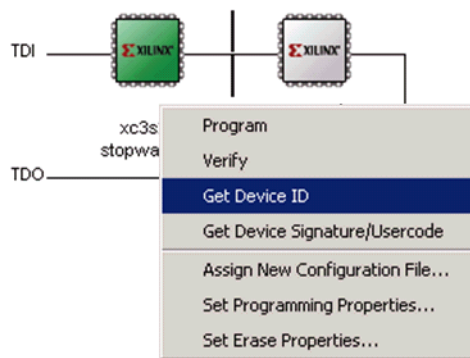 TDI
XILINX
XILINX
xc3s
stopwa
TDO
Program
Verify
Get Device ID
Get Device Signature/Usercode
Assign New Configuration File...
Set Programming Properties...
Set Erase Properties...